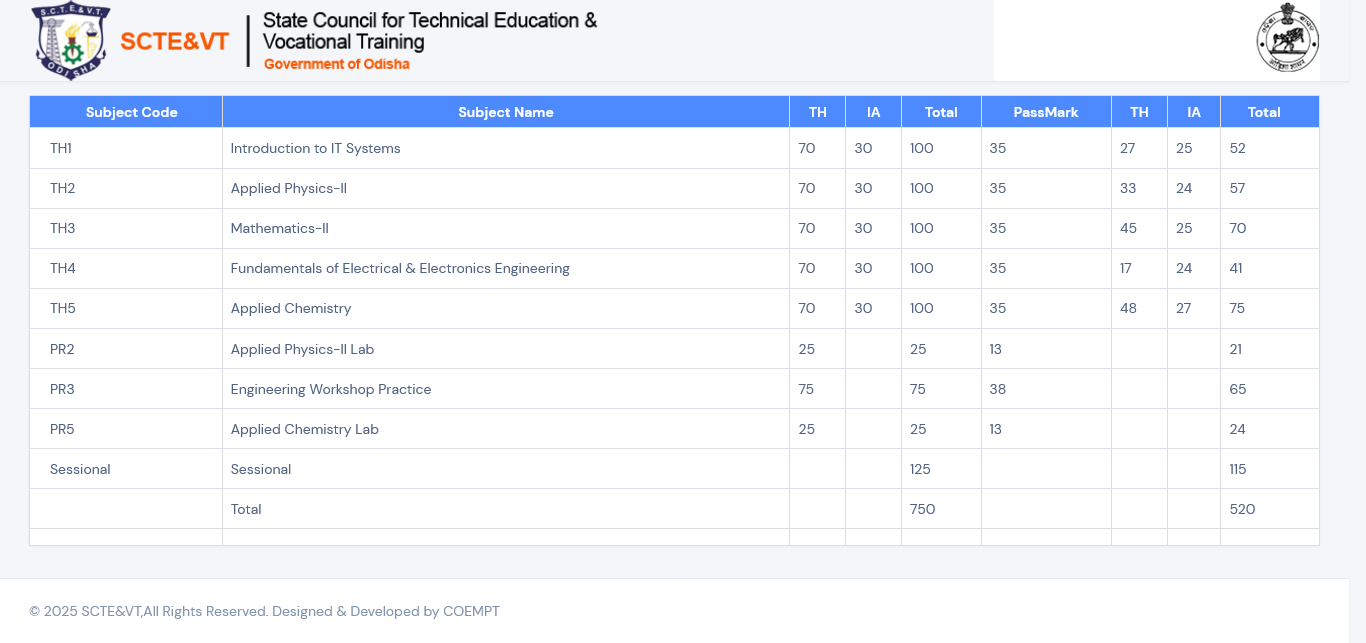 S.C.T.E.&V.T.
ODISHA
SCTE&VT
State Council for Technical Education &
Vocational Training
Government of Odisha
Subject Code Subject Name TH IA Total PassMark TH IA Total
TH1 Introduction to IT Systems 70 30 100 35 27 25 52
TH2 Applied Physics-II 70 30 100 35 33 24 57
TH3 Mathematics-II 70 30 100 35 45 25 70
TH4 Fundamentals of Electrical & Electronics Engineering 70 30 100 35 17 24 41
TH5 Applied Chemistry 70 30 100 35 48 27 75
PR2 Applied Physics-II Lab 25 25 13 21
PR3 Engineering Workshop Practice 75 75 38 65
PR5 Applied Chemistry Lab 25 25 13 24
Sessional Sessional 125 115
Total 750 520
© 2025 SCTE&VT,All Rights Reserved. Designed & Developed by COEMPT